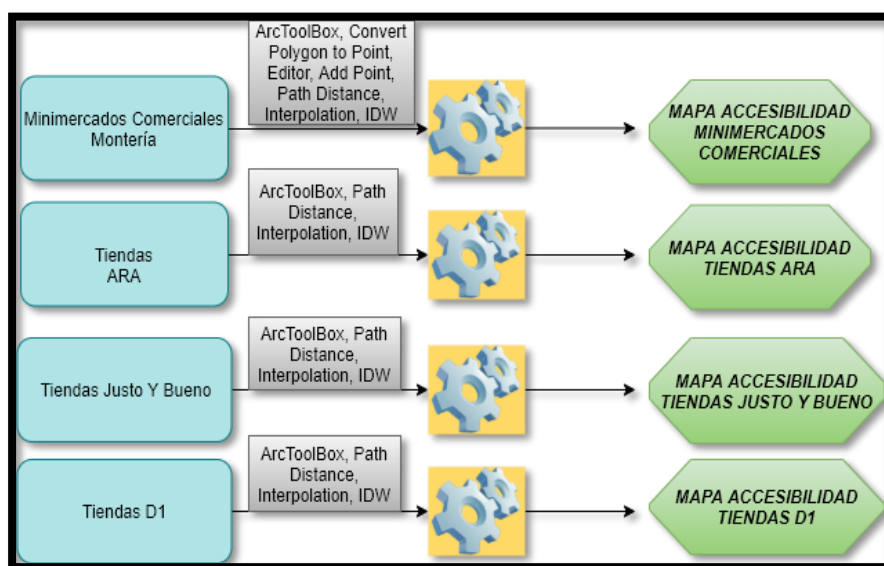 Minimercados Comerciales
Montería
ArcToolBox, Convert
Polygon to Point,
Editor, Add Point,
Path Distance,
Interpolation, IDW
MAPA ACCESIBILIDAD
MINIMERCADOS
COMERCIALES
Tiendas
ARA
ArcToolBox, Path
Distance,
Interpolation, IDW
MAPA ACCESIBILIDAD
TIENDAS ARA
Tiendas Justo Y Bueno
ArcToolBox, Path
Distance,
Interpolation, IDW
MAPA ACCESIBILIDAD
TIENDAS JUSTO Y BUENO
Tiendas D1
ArcToolBox, Path
Distance,
Interpolation, IDW
MAPA ACCESIBILIDAD
TIENDAS D1